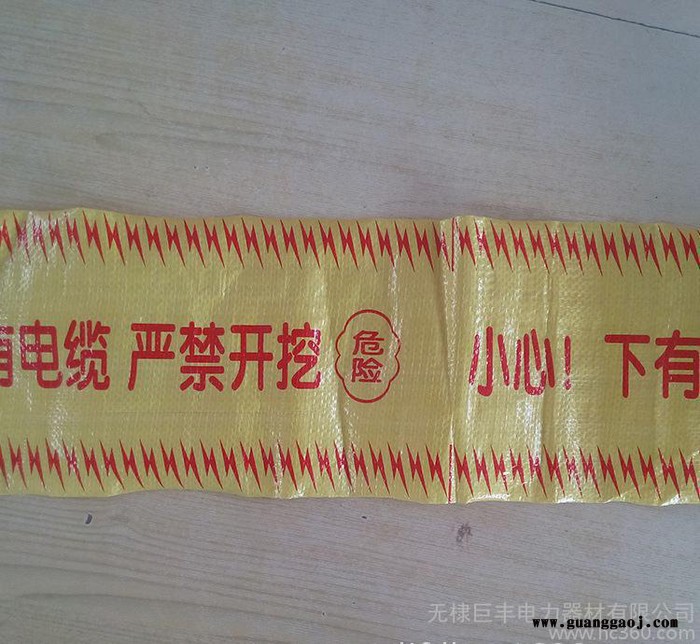 有电缆 严禁开挖 危险 小心！ 下有
无棣巨丰电力器材有限公司
www.hc360.com
www.guanggaoj.com